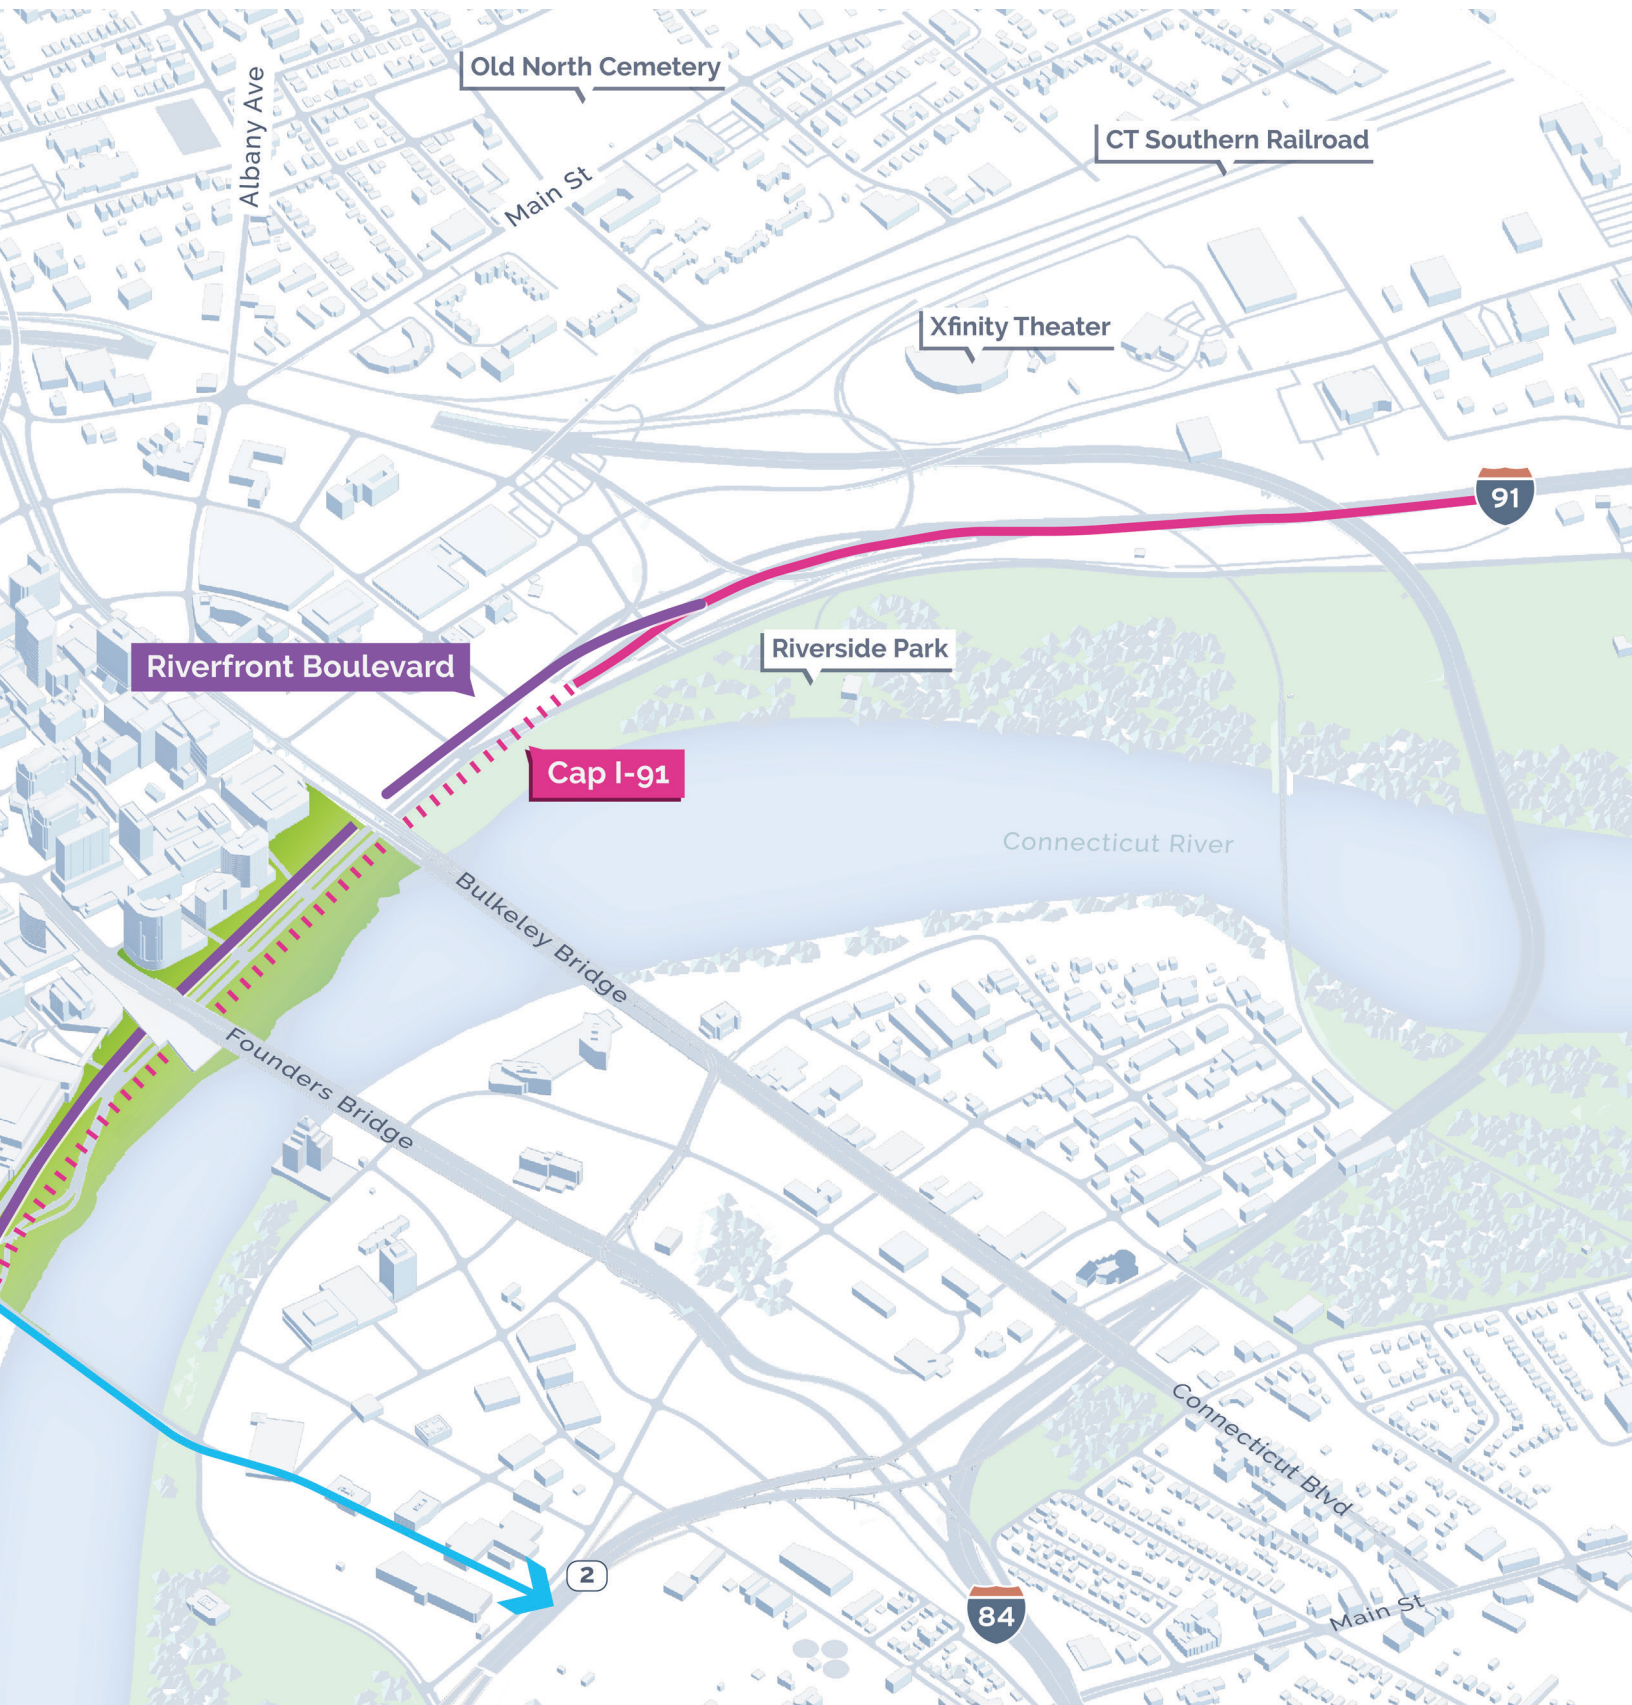 Old North Cemetery
Albany Ave
CT Southern Railroad
Main St
Xfinity Theater
91
Riverside Park
Riverfront Boulevard
Cap I-91
Connecticut River
Bulkeley Bridge
Founders Bridge
Connecticut Blvd
2
84
Main St